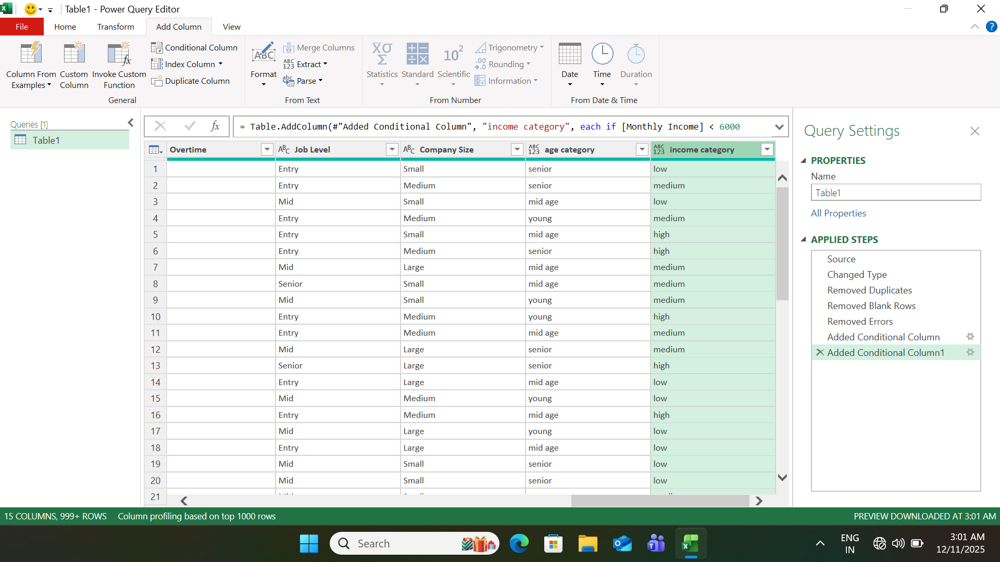 Table1 - Power Query Editor
File Home Transform Add Column View
Column From Examples
Custom Column
Invoke Custom Function
Conditional Column
Index Column
Duplicate Column
General
Format
Merge Columns
Extract
Parse
From Text
Statistics
Standard
Scientific
Trigonometry
Rounding
Information
From Number
Date
Time
Duration
From Date & Time
Queries [1]
Table1
= Table.AddColumn(#"Added Conditional Column", "income category", each if [Monthly Income] < 6000
Overtime Job Level Company Size age category income category
1 Entry Small senior low
2 Entry Medium senior medium
3 Mid Small mid age low
4 Entry Medium young medium
5 Entry Small mid age high
6 Entry Medium senior high
7 Mid Large mid age medium
8 Senior Small mid age medium
9 Mid Small young medium
10 Entry Medium young high
11 Entry Medium mid age medium
12 Mid Large senior medium
13 Senior Large senior high
14 Entry Large mid age low
15 Mid Medium young low
16 Entry Medium mid age high
17 Mid Large young low
18 Entry Large mid age low
19 Mid Small senior low
20 Mid Small senior low
21
Query Settings
PROPERTIES
Name
Table1
All Properties
APPLIED STEPS
Source
Changed Type
Removed Duplicates
Removed Blank Rows
Removed Errors
Added Conditional Column
Added Conditional Column1
15 COLUMNS, 999+ ROWS Column profiling based on top 1000 rows
PREVIEW DOWNLOADED AT 3:01 AM
Search
ENG
IN
3:01 AM
12/11/2025